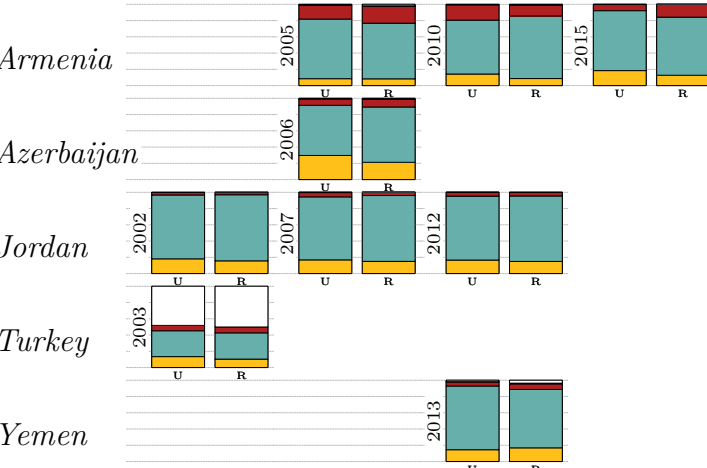 Armenia 2005 U R 2010 U R 2015 U R
Azerbaijan 2006 U R
Jordan 2002 U R 2007 U R 2012 U R
Turkey 2003 U R
Yemen 2013 U R